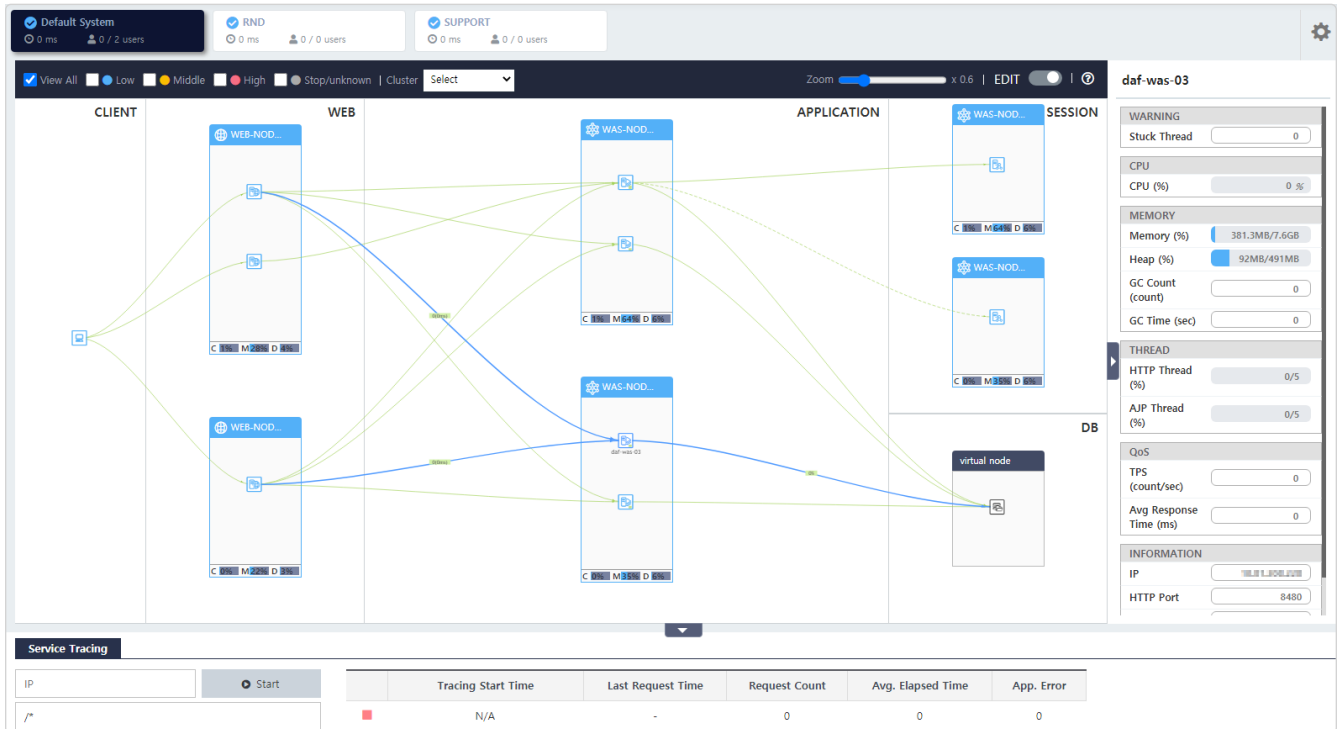 Default System
0 ms 0 / 2 users
RND
0 ms 0 / 0 users
SUPPORT
0 ms 0 / 0 users
View All Low Middle High Stop/unknown | Cluster Select
Zoom x 0.6 | EDIT |
CLIENT
WEB
APPLICATION
SESSION
DB
WEB-NOD...
C 1% M 28% D 4%
WEB-NOD...
C 0% M 22% D 3%
WAS-NOD...
C 1% M 64% D 6%
WAS-NOD...
daf-was-03
C 0% M 35% D 6%
WAS-NOD...
C 1% M 64% D 6%
WAS-NOD...
C 0% M 35% D 6%
virtual node
daf-was-03
WARNING
Stuck Thread 0
CPU
CPU (%) 0 %
MEMORY
Memory (%) 381.3MB/7.6GB
Heap (%) 92MB/491MB
GC Count
(count) 0
GC Time (sec) 0
THREAD
HTTP Thread
(%) 0/5
AJP Thread
(%) 0/5
QoS
TPS
(count/sec) 0
Avg Response
Time (ms) 0
INFORMATION
IP
HTTP Port 8480
Service Tracing
IP
Start
/*
Tracing Start Time Last Request Time Request Count Avg. Elapsed Time App. Error
N/A - 0 0 0